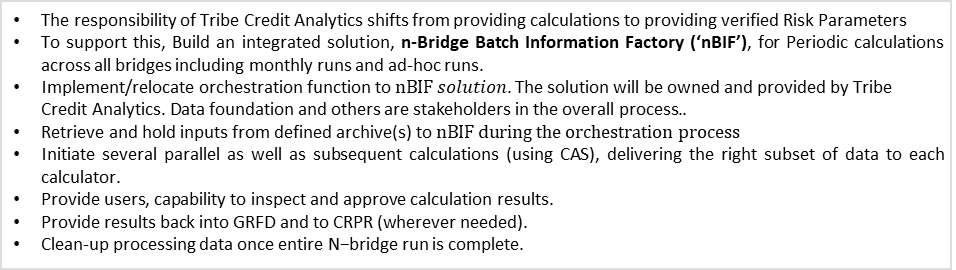 • The responsibility of Tribe Credit Analytics shifts from providing calculations to providing verified Risk Parameters
• To support this, Build an integrated solution, n-Bridge Batch Information Factory (‘nBIF’), for Periodic calculations
across all bridges including monthly runs and ad-hoc runs.
• Implement/relocate orchestration function to nBIF solution. The solution will be owned and provided by Tribe
Credit Analytics. Data foundation and others are stakeholders in the overall process..
• Retrieve and hold inputs from defined archive(s) to nBIF during the orchestration process
• Initiate several parallel as well as subsequent calculations (using CAS), delivering the right subset of data to each
calculator.
• Provide users, capability to inspect and approve calculation results.
• Provide results back into GRFD and to CRPR (wherever needed).
• Clean-up processing data once entire N−bridge run is complete.